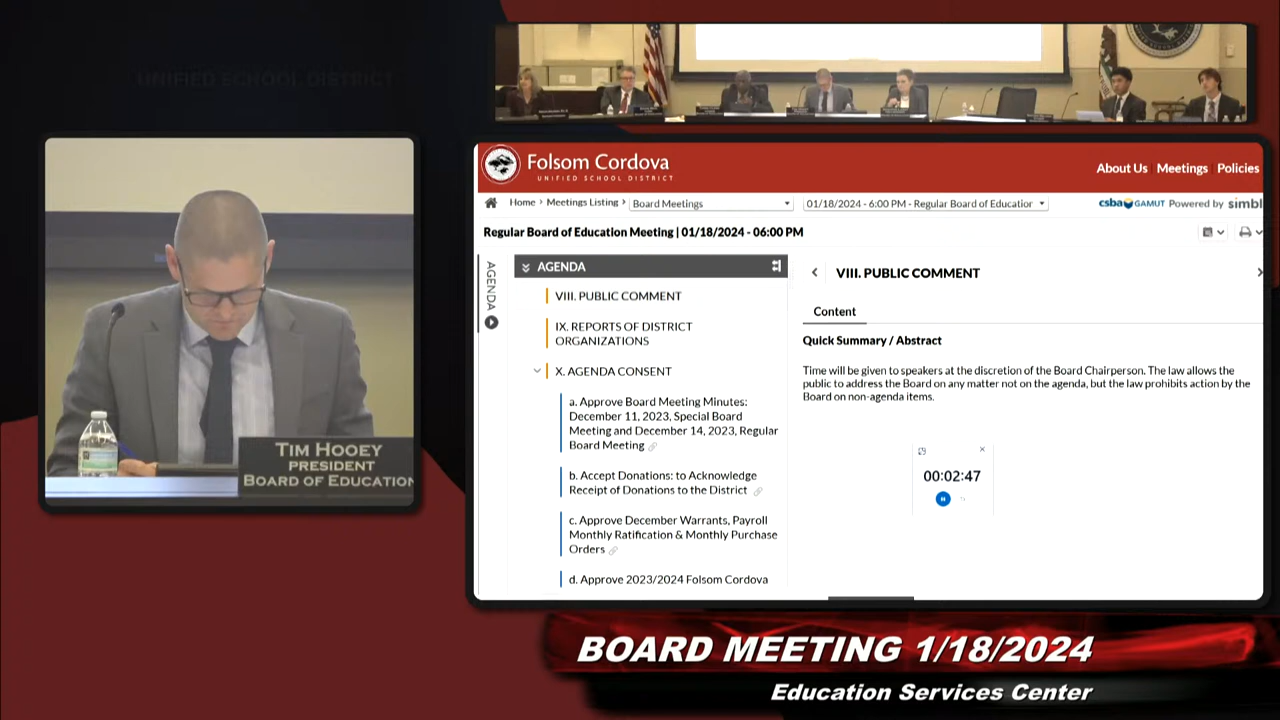 UNIFIED SCHOOL DISTRICT
TIM HOOEY
PRESIDENT
BOARD OF EDUCATION
Folsom Cordova
UNIFIED SCHOOL DISTRICT
About Us Meetings Policies
Home > Meetings Listing > Board Meetings 01/18/2024 - 6:00 PM - Regular Board of Education csba GAMUT Powered by simbl
Regular Board of Education Meeting | 01/18/2024 - 06:00 PM
AGENDA
AGENDA
VIII. PUBLIC COMMENT
IX. REPORTS OF DISTRICT
ORGANIZATIONS
X. AGENDA CONSENT
a. Approve Board Meeting Minutes:
December 11, 2023, Special Board
Meeting and December 14, 2023, Regular
Board Meeting
b. Accept Donations: to Acknowledge
Receipt of Donations to the District
c. Approve December Warrants, Payroll
Monthly Ratification & Monthly Purchase
Orders
d. Approve 2023/2024 Folsom Cordova
VIII. PUBLIC COMMENT
Content
Quick Summary / Abstract
Time will be given to speakers at the discretion of the Board Chairperson. The law allows the
public to address the Board on any matter not on the agenda, but the law prohibits action by the
Board on non-agenda items.
00:02:47
BOARD MEETING 1/18/2024
Education Services Center